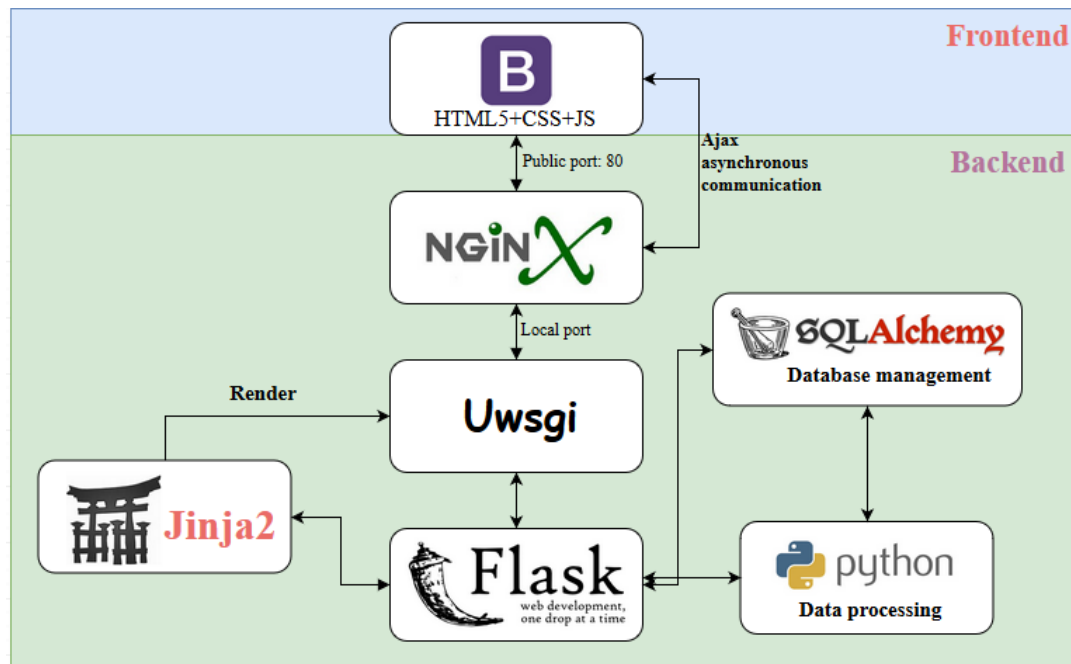 Frontend
B
HTML5+CSS+JS
Public port: 80
Ajax
asynchronous
communication
Backend
NGiNX
Local port
SQLAlchemy
Database management
Render
Uwsgi
Jinja2
Flask
web development,
one drop at a time
python
Data processing